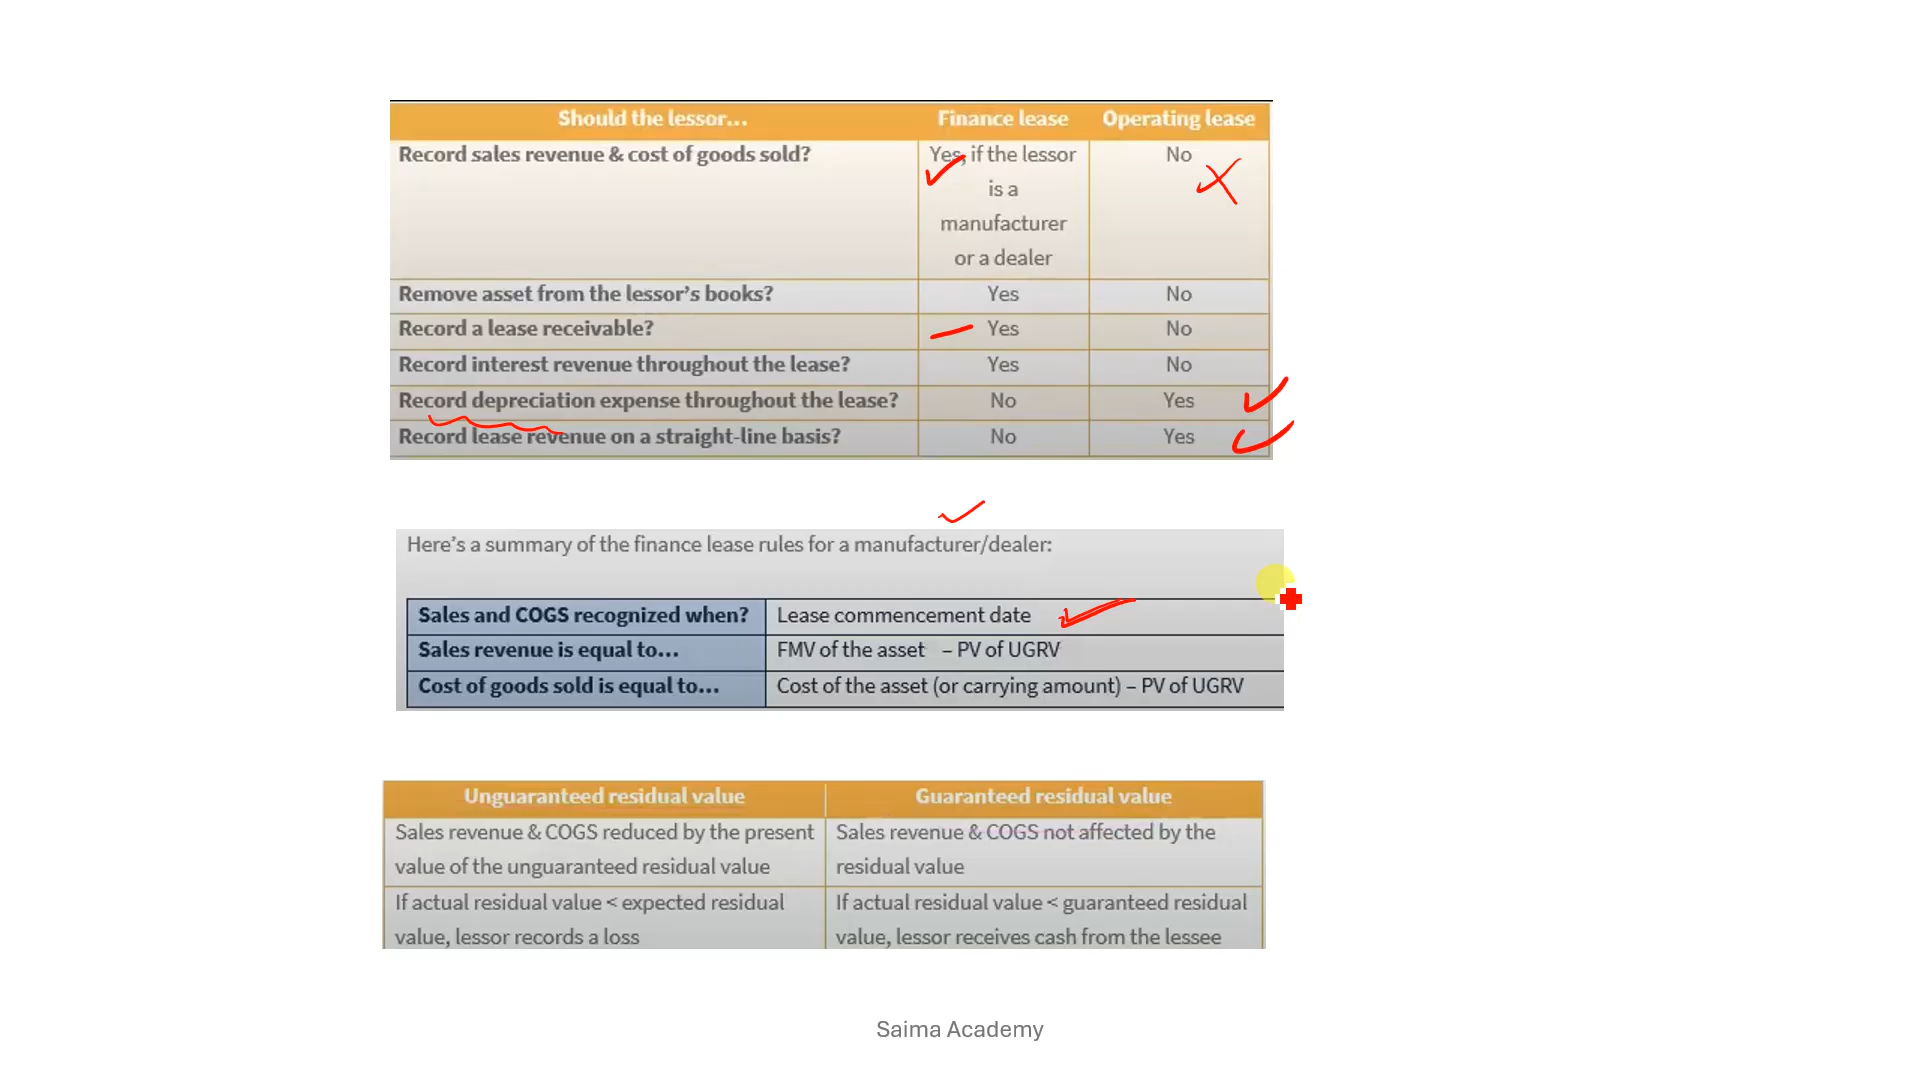 Should the lessor... Finance lease Operating lease
Record sales revenue & cost of goods sold? Yes, if the lessor No
is a
manufacturer
or a dealer
Remove asset from the lessor's books? Yes No
Record a lease receivable? Yes No
Record interest revenue throughout the lease? Yes No
Record depreciation expense throughout the lease? No Yes
Record lease revenue on a straight-line basis? No Yes
Here's a summary of the finance lease rules for a manufacturer/dealer:
Sales and COGS recognized when? Lease commencement date
Sales revenue is equal to... FMV of the asset – PV of UGRV
Cost of goods sold is equal to... Cost of the asset (or carrying amount) – PV of UGRV
Unguaranteed residual value Guaranteed residual value
Sales revenue & COGS reduced by the present Sales revenue & COGS not affected by the
value of the unguaranteed residual value residual value
If actual residual value < expected residual If actual residual value < guaranteed residual
value, lessor records a loss value, lessor receives cash from the lessee
Saima Academy